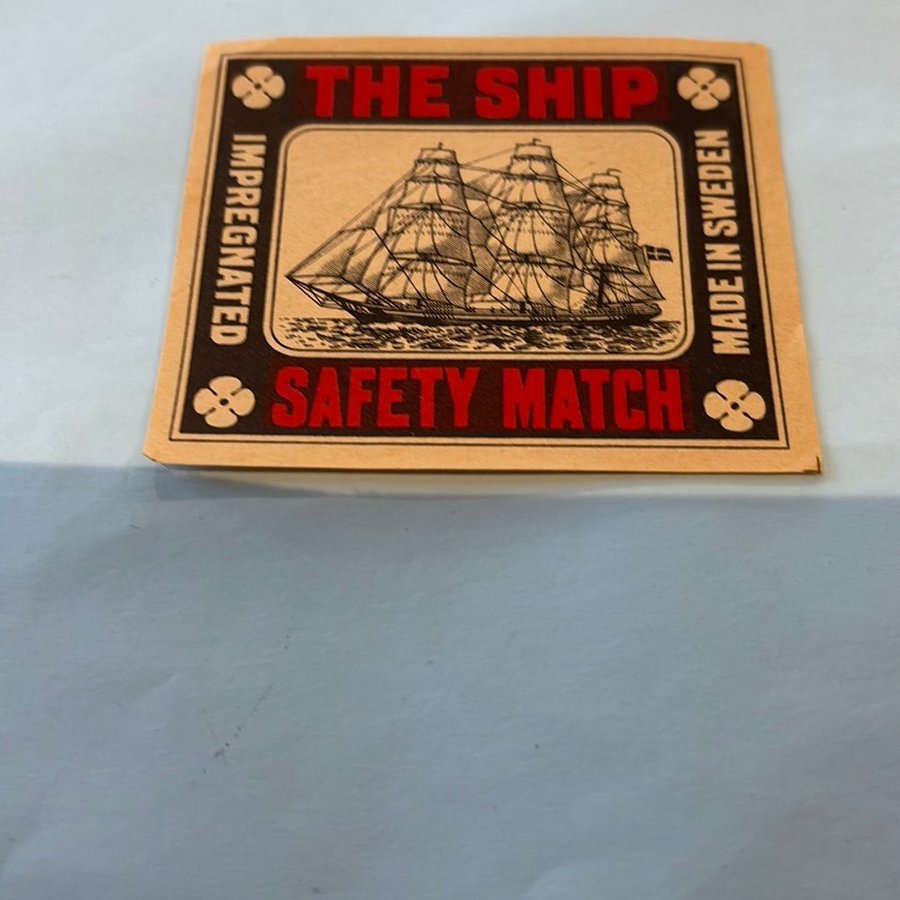 THE SHIP
IMPREGNATED
MADE IN SWEDEN
SAFETY MATCH